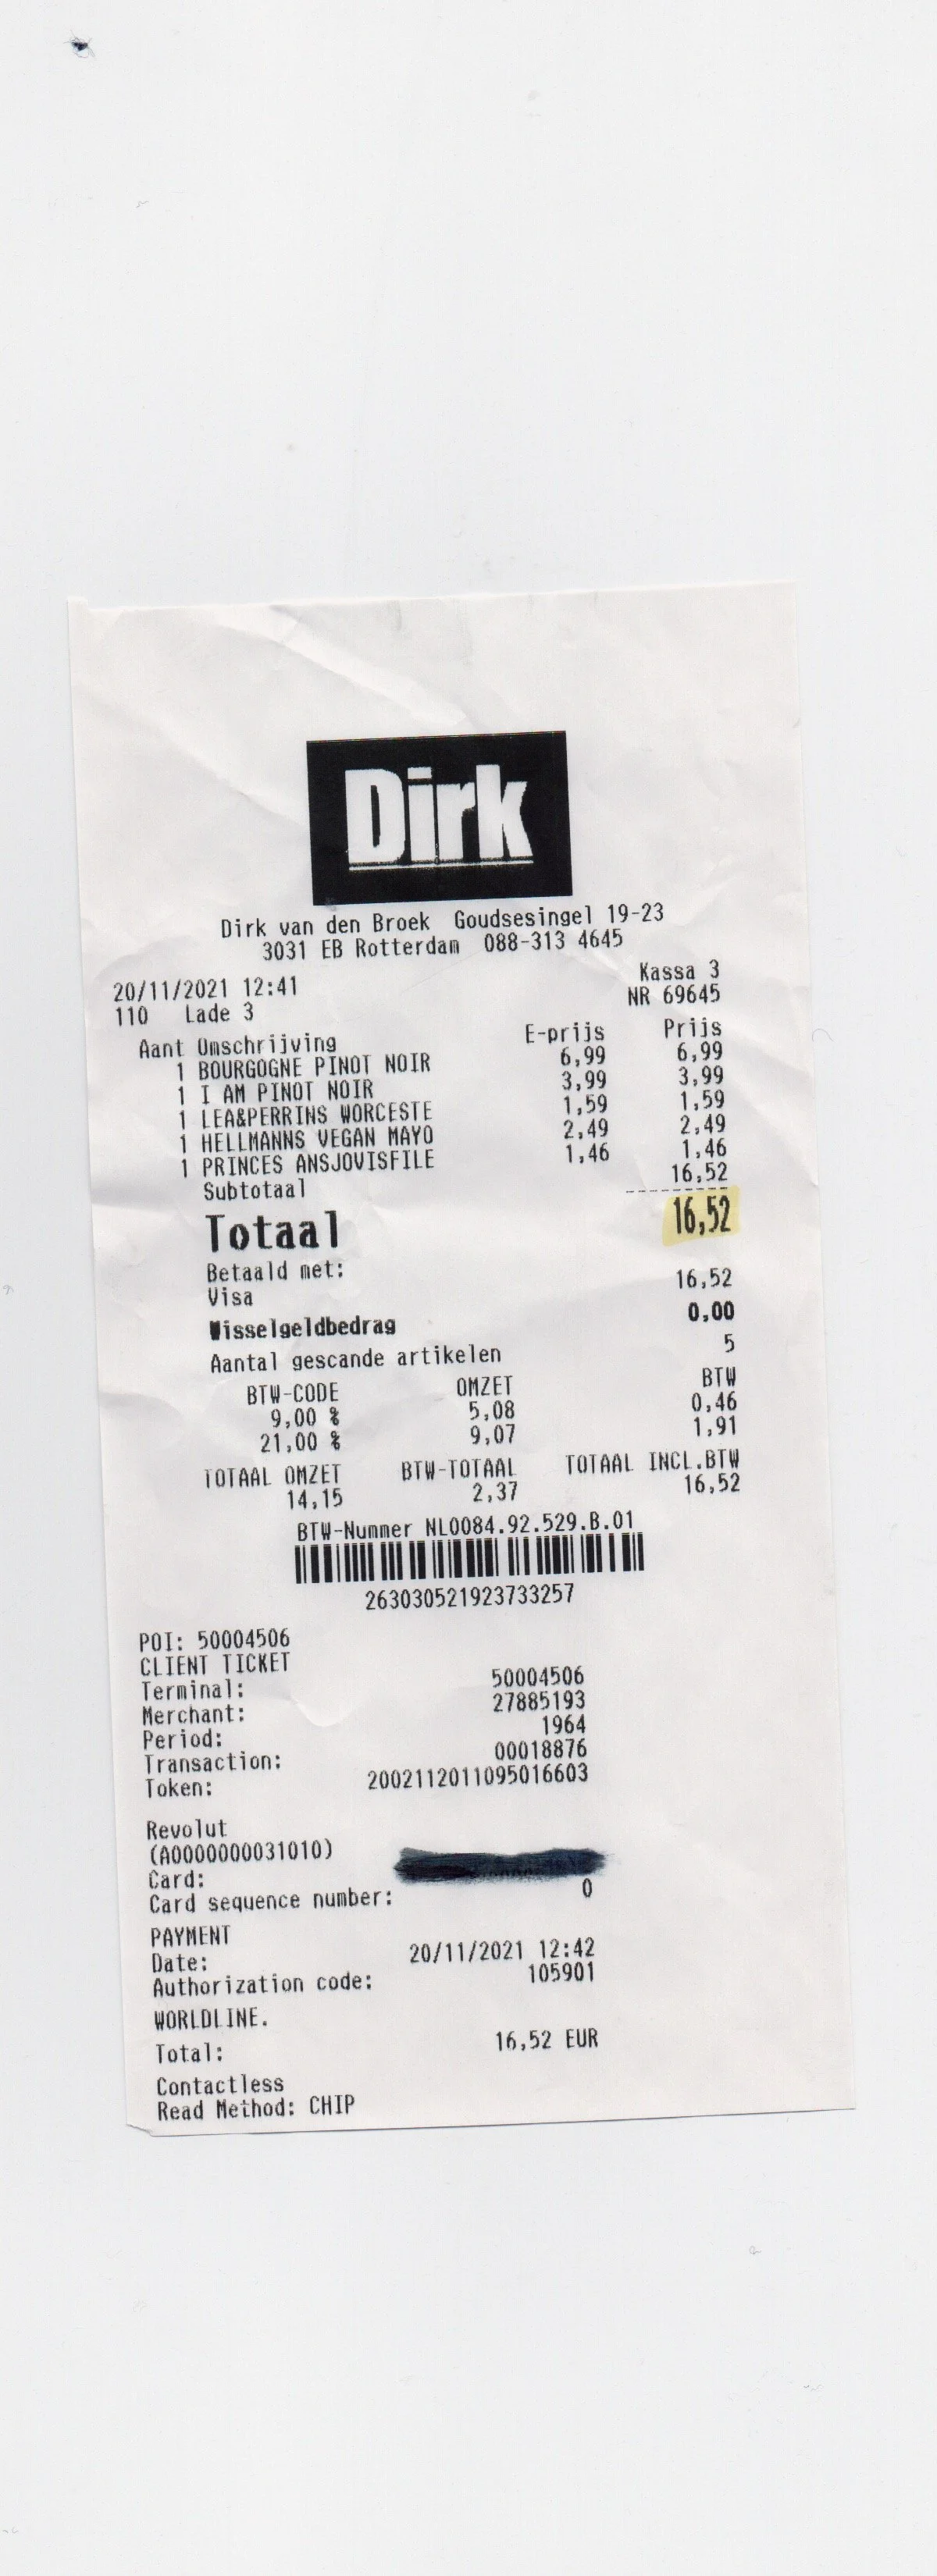 Dirk
Dirk van den Broek Goudsesingel 19-23
3031 EB Rotterdam 088-313 4645
Kassa 3
20/11/2021 12:41 NR 69645
110 Lade 3
Aant Omschrijving E-prijs Prijs
1 BOURGOGNE PINOT NOIR 6,99 6,99
1 I AM PINOT NOIR 3,99 3,99
1 LEA&PERRINS WORCESTE 1,59 1,59
1 HELLMANNS VEGAN MAYO 2,49 2,49
1 PRINCES ANSJOVISFILE 1,46 1,46
Subtotaal 16,52
Totaal 16,52
Betaald met:
Visa 16,52
Wisselgeldbedrag 0,00
Aantal gescande artikelen 5
BTW-CODE OMZET BTW
9,00 % 5,08 0,46
21,00 % 9,07 1,91
TOTAAL OMZET BTW-TOTAAL TOTAAL INCL.BTW
14,15 2,37 16,52
BTW-Nummer NL0084.92.529.B.01
263030521923733257
POI: 50004506
CLIENT TICKET
Terminal: 50004506
Merchant: 27885193
Period: 1964
Transaction: 00018876
Token: 2002112011095016603
Revolut
(A0000000031010)
Card:
Card sequence number: 0
PAYMENT
Date: 20/11/2021 12:42
Authorization code: 105901
WORLDLINE.
Total: 16,52 EUR
Contactless
Read Method: CHIP